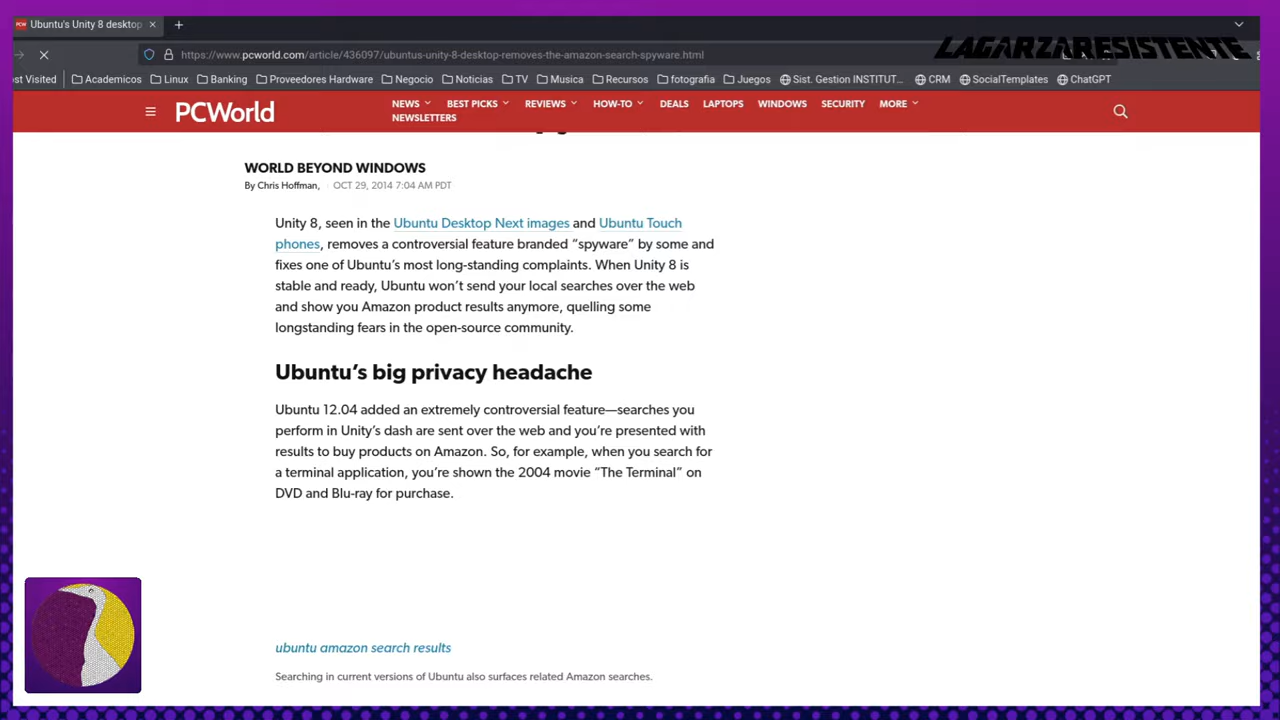 Ubuntu's Unity 8 desktop
LAGARZARESISTENTE
https://www.pcworld.com/article/436097/ubuntus-unity-8-desktop-removes-the-amazon-search-spyware.html
ost Visited Academicos Linux Banking Proveedores Hardware Negocio Noticias TV Musica Recursos fotografia Juegos Sist. Gestion INSTITUT... CRM SocialTemplates ChatGPT
PCWorld
NEWS BEST PICKS REVIEWS HOW-TO DEALS LAPTOPS WINDOWS SECURITY MORE
NEWSLETTERS
WORLD BEYOND WINDOWS
By Chris Hoffman, OCT 29, 2014 7:04 AM PDT
Unity 8, seen in the Ubuntu Desktop Next images and Ubuntu Touch
phones, removes a controversial feature branded “spyware” by some and
fixes one of Ubuntu’s most long-standing complaints. When Unity 8 is
stable and ready, Ubuntu won’t send your local searches over the web
and show you Amazon product results anymore, quelling some
longstanding fears in the open-source community.
Ubuntu’s big privacy headache
Ubuntu 12.04 added an extremely controversial feature—searches you
perform in Unity’s dash are sent over the web and you’re presented with
results to buy products on Amazon. So, for example, when you search for
a terminal application, you’re shown the 2004 movie “The Terminal” on
DVD and Blu-ray for purchase.
ubuntu amazon search results
Searching in current versions of Ubuntu also surfaces related Amazon searches.